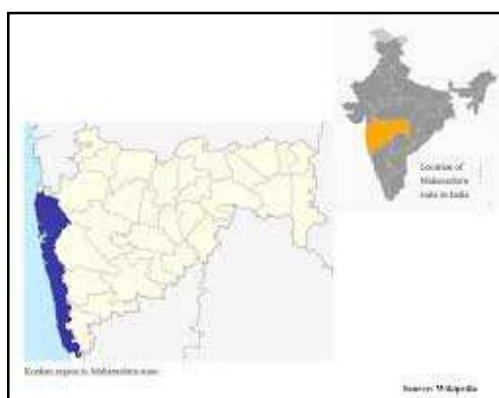 Location of
Maharashtra
state in India
Konkan region in Maharashtra state
Source: Wikipedia